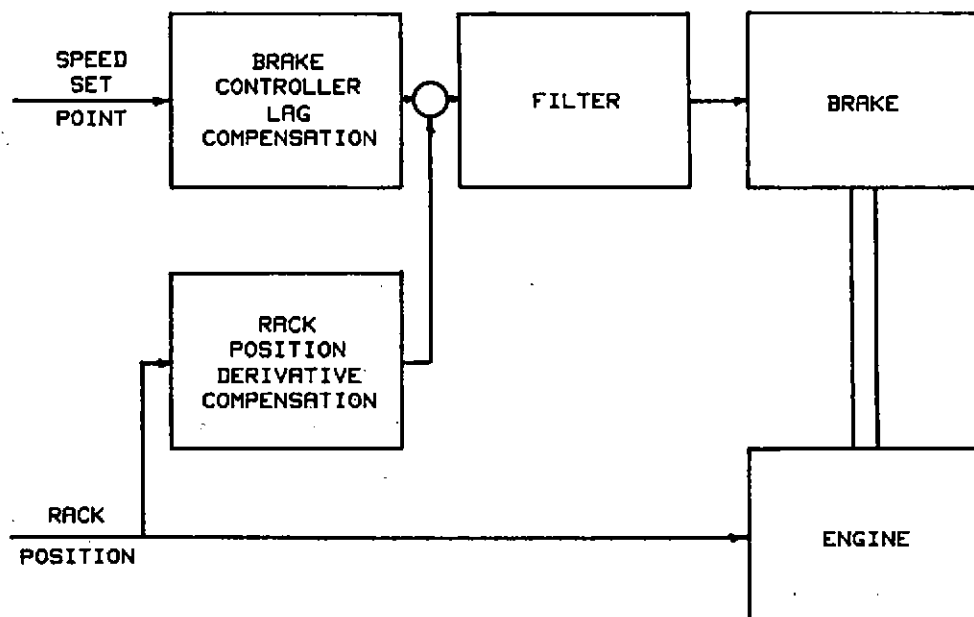 SPEED
SET
POINT
BRAKE
CONTROLLER
LAG
COMPENSATION
FILTER
BRAKE
RACK
POSITION
DERIVATIVE
COMPENSATION
RACK
POSITION
ENGINE